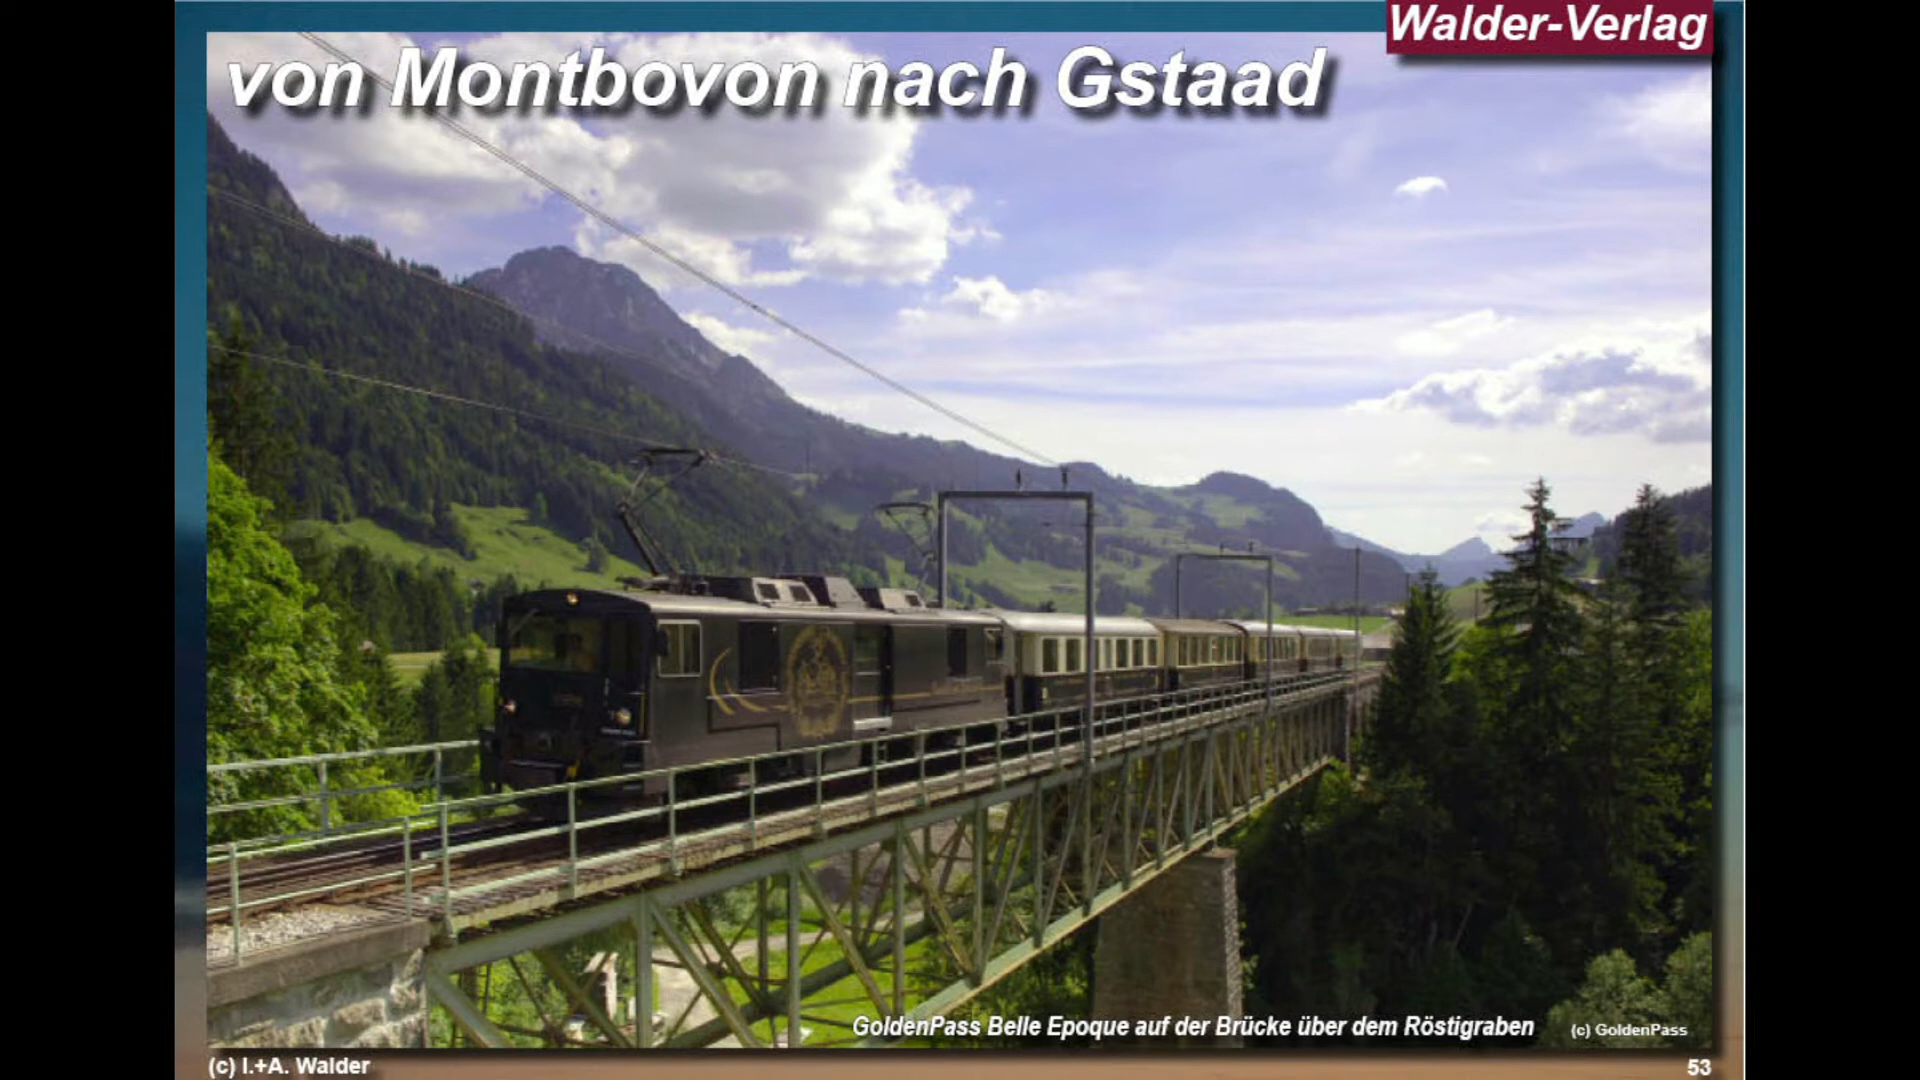 Walder-Verlag
von Montbovon nach Gstaad
GoldenPass Belle Epoque auf der Brücke über dem Röstigraben
(c) GoldenPass
(c) I.+A. Walder
53